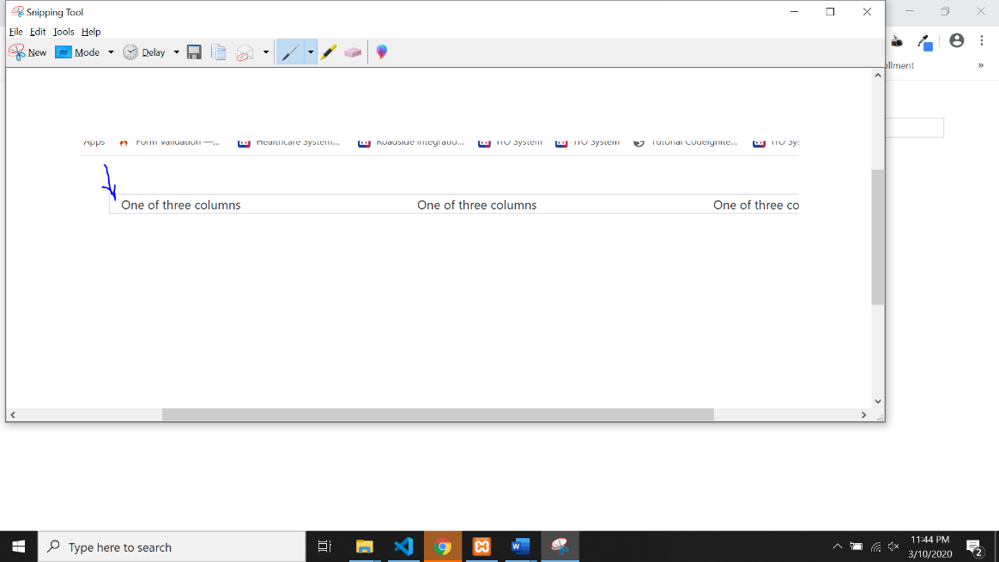 Snipping Tool
File Edit Tools Help
New Mode Delay
ollment »
Apps Form Validation —... Healthcare System... Roadside Integratio... ITO System ITO System Tutorial Codeignite... ITO Sys
One of three columns One of three columns One of three co
Type here to search
11:44 PM
3/10/2020
2